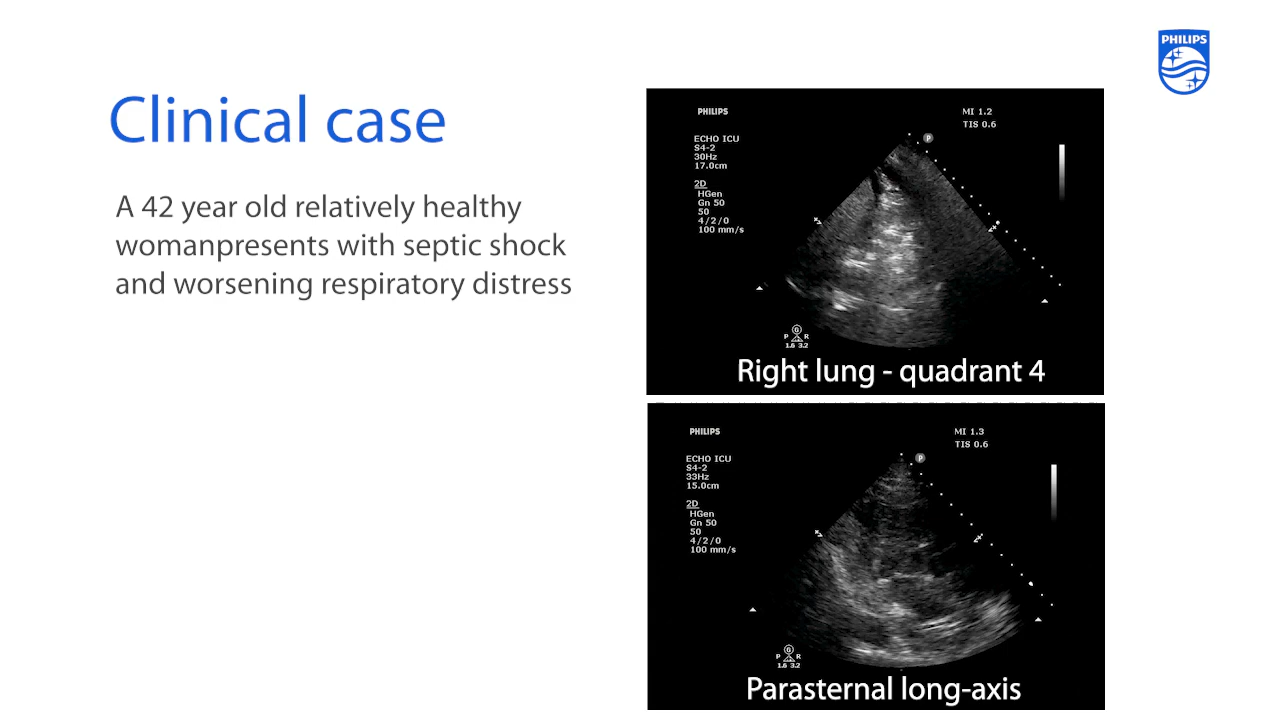 PHILIPS
Clinical case
A 42 year old relatively healthy
womanpresents with septic shock
and worsening respiratory distress
PHILIPS
MI 1.2
TIS 0.6
ECHO ICU
S4-2
30Hz
17.0cm
2D
HGen
Gn 50
50
4/2/0
100 mm/s
P
G
P R
1.6 3.2
Right lung - quadrant 4
PHILIPS
MI 1.3
TIS 0.6
ECHO ICU
S4-2
33Hz
15.0cm
2D
HGen
Gn 50
50
4/2/0
100 mm/s
P
G
P R
1.6 3.2
Parasternal long-axis